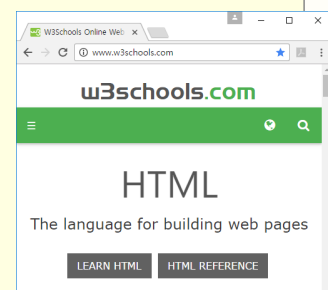 W3Schools Online Web
www.w3schools.com
w3schools.com
HTML
The language for building web pages
LEARN HTML HTML REFERENCE